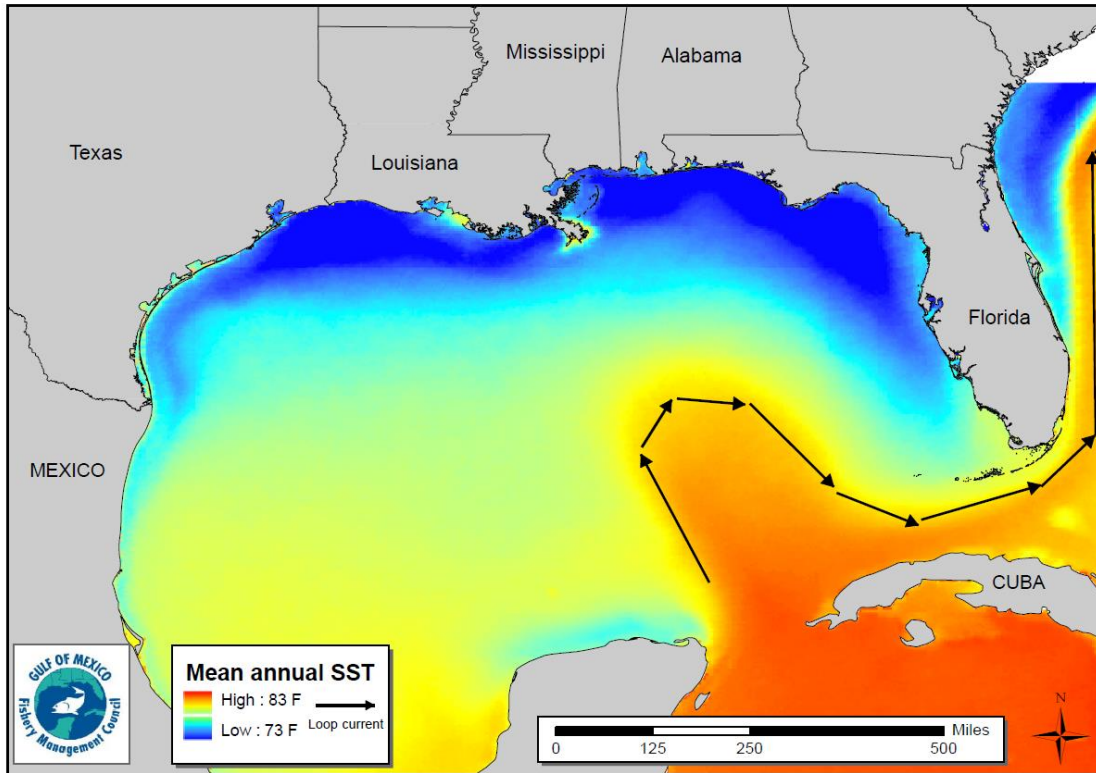 Mississippi
Alabama
Texas
Louisiana
Florida
MEXICO
CUBA
GULF OF MEXICO
Fishery Management Council
Mean annual SST
High : 83 F
Low : 73 F
Loop current
Miles
0 125 250 500
N